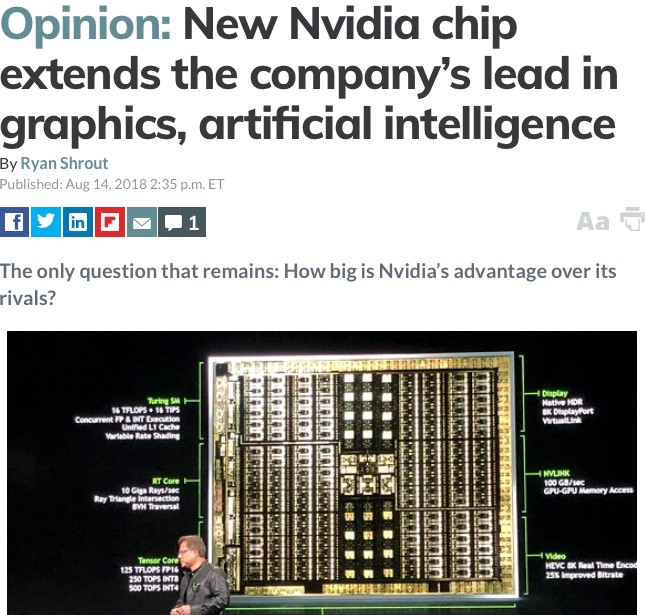 Opinion: New Nvidia chip
extends the company's lead in
graphics, artificial intelligence
By Ryan Shrout
Published: Aug 14, 2018 2:35 p.m. ET
1
Aa
The only question that remains: How big is Nvidia's advantage over its
rivals?
Turing SM
16 TFLOPS + 16 TIPS
Concurrent FP & INT Execution
Unified L1 Cache
Variable Rate Shading
RT Core
10 Giga Rays/sec
Ray Triangle Intersection
BVH Traversal
Tensor Core
125 TFLOPS FP16
250 TOPS INT8
500 TOPS INT4
Display
Native HDR
8K DisplayPort
VirtualLink
NVLINK
100 GB/sec
GPU-GPU Memory Access
Video
HEVC 8K Real Time Encod
25% Improved Bitrate